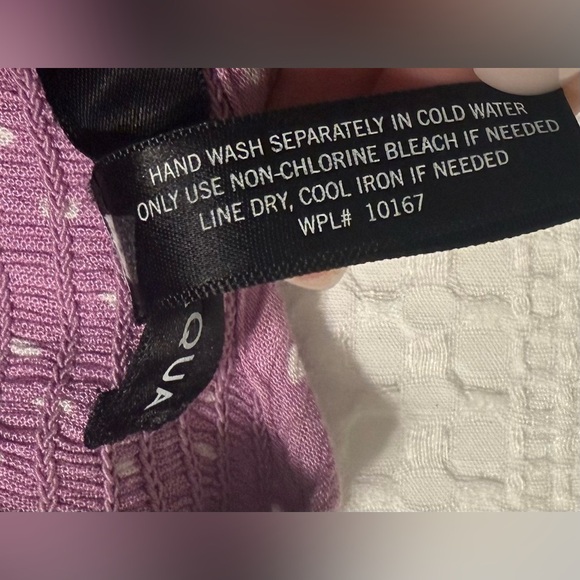 HAND WASH SEPARATELY IN COLD WATER
ONLY USE NON-CHLORINE BLEACH IF NEEDED
LINE DRY, COOL IRON IF NEEDED
WPL# 10167
QUA